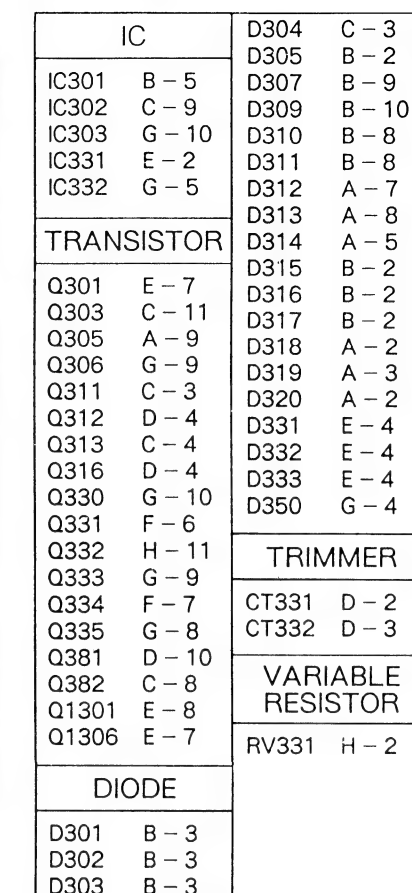 IC
IC301 B – 5
IC302 C – 9
IC303 G – 10
IC331 E – 2
IC332 G – 5
TRANSISTOR
Q301 E – 7
Q303 C – 11
Q305 A – 9
Q306 G – 9
Q311 C – 3
Q312 D – 4
Q313 C – 4
Q316 D – 4
Q330 G – 10
Q331 F – 6
Q332 H – 11
Q333 G – 9
Q334 F – 7
Q335 G – 8
Q381 D – 10
Q382 C – 8
Q1301 E – 8
Q1306 E – 7
DIODE
D301 B – 3
D302 B – 3
D303 B – 3
D304 C – 3
D305 B – 2
D307 B – 9
D309 B – 10
D310 B – 8
D311 B – 8
D312 A – 7
D313 A – 8
D314 A – 5
D315 B – 2
D316 B – 2
D317 B – 2
D318 A – 2
D319 A – 3
D320 A – 2
D331 E – 4
D332 E – 4
D333 E – 4
D350 G – 4
TRIMMER
CT331 D – 2
CT332 D – 3
VARIABLE
RESISTOR
RV331 H – 2